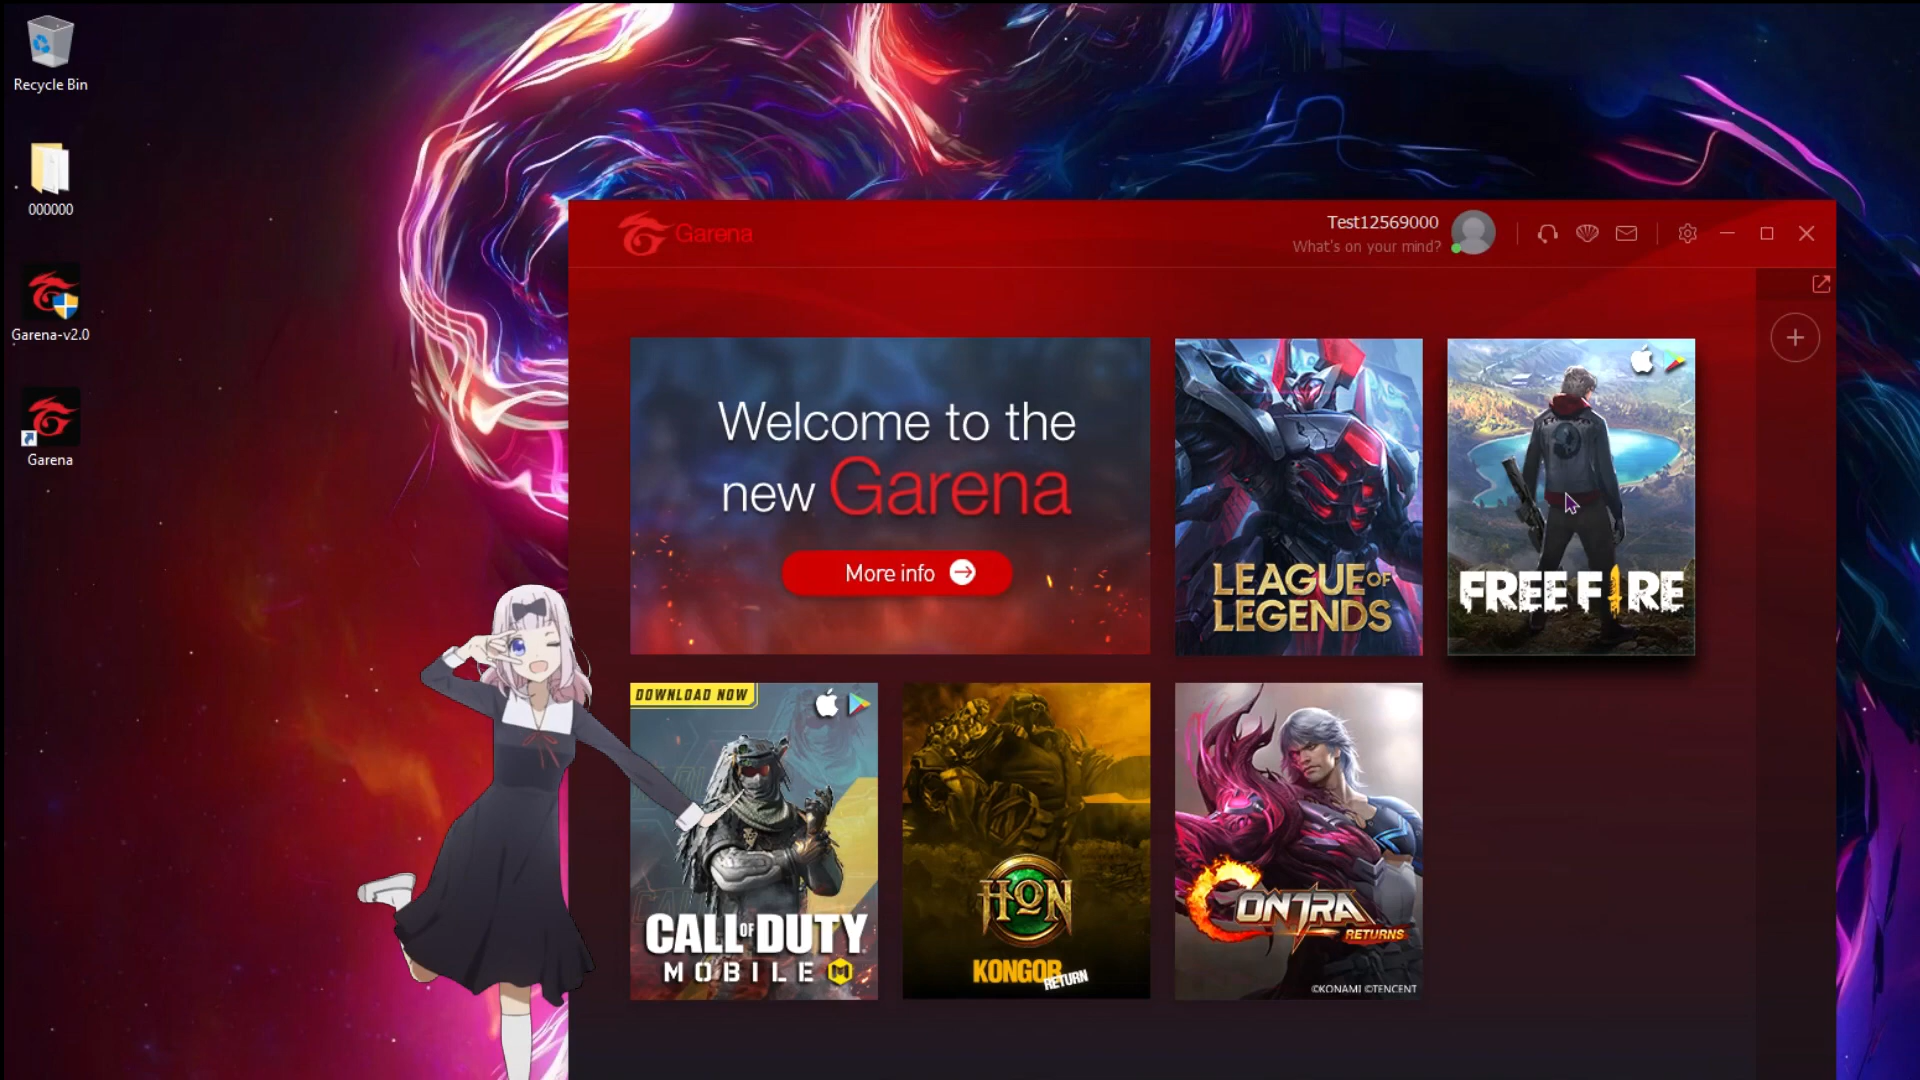 Recycle Bin
000000
Garena-v2.0
Garena
Garena
Test12569000
What's on your mind?
Welcome to the
new Garena
More info
LEAGUE OF
LEGENDS
FREE FIRE
DOWNLOAD NOW
CALL OF DUTY
MOBILE
HON
KONGOR
RETURN
CONTRA
RETURNS
©KONAMI ©TENCENT